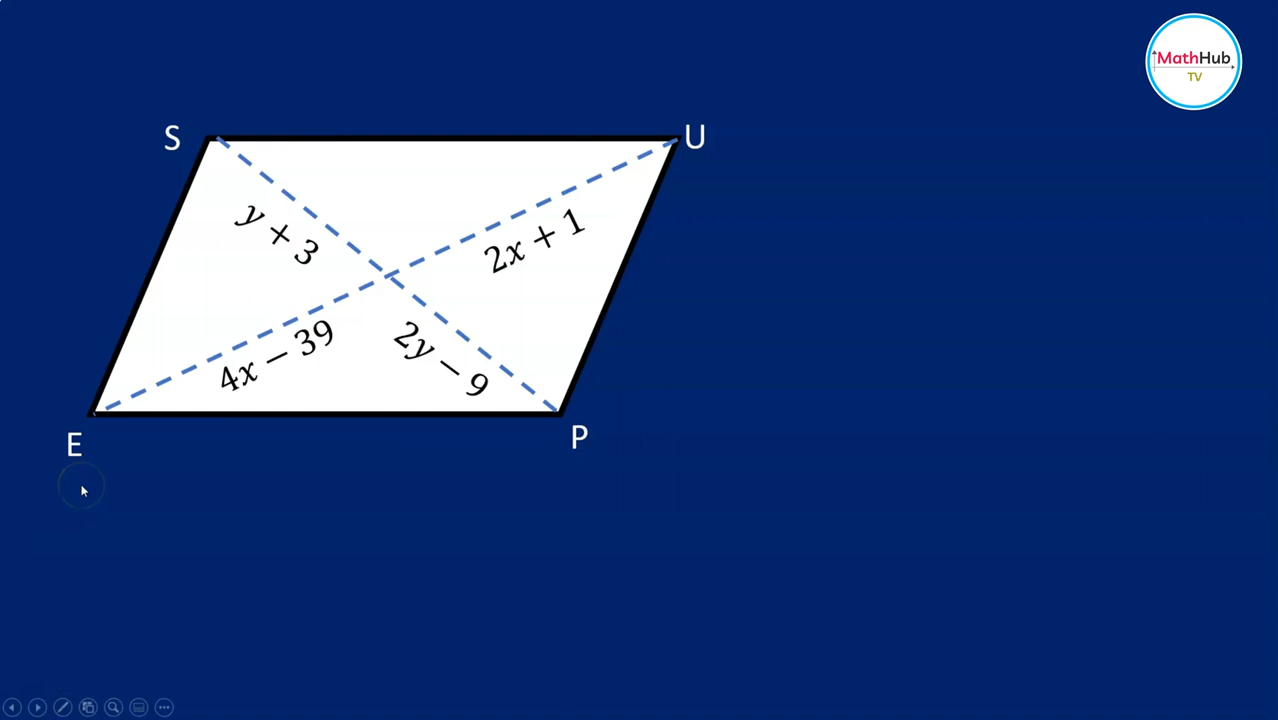 MathHub
TV
S
U
y + 3
2x + 1
4x − 39
2y − 9
E
P